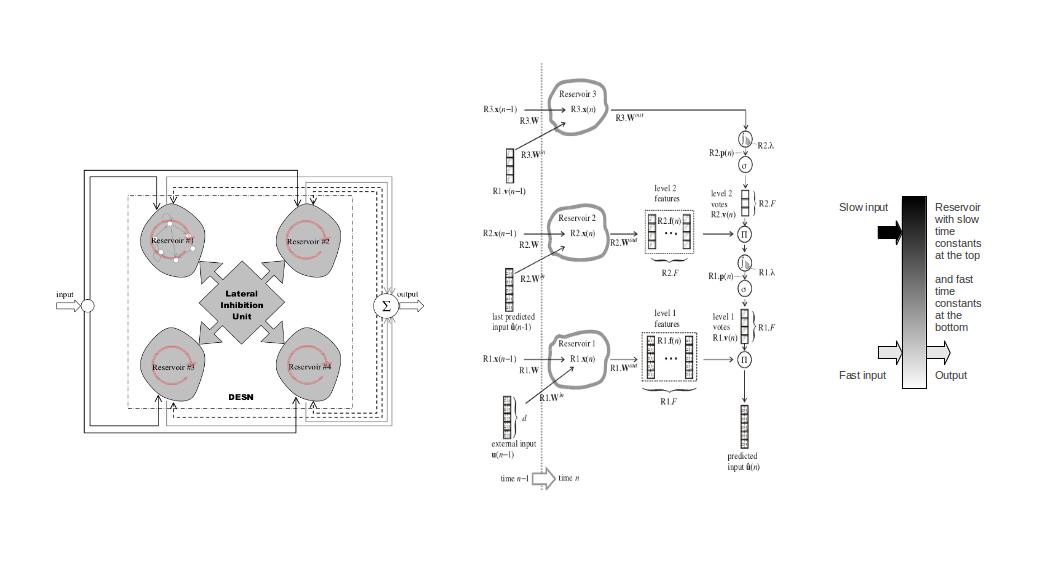 input
Reservoir #1
Reservoir #2
Lateral
Inhibition
Unit
Σ
output
Reservoir #3
Reservoir #4
DESN
Reservoir 3
R3.x(n−1)
R3.x(n)
R3.W
R3.W^out
R3.W^in
R1.v(n−1)
R2.λ
R2.p(n)
σ
Reservoir 2
level 2
features
level 2
votes
R2.v(n)
R2.F
R2.x(n−1)
R2.x(n)
R2.W
R2.W^out
R2.f(n)
...
Π
R2.W^in
R2.F
R1.λ
R1.p(n)
σ
last predicted
input û(n-1)
Reservoir 1
level 1
features
level 1
votes
R1.v(n)
R1.F
R1.x(n−1)
R1.x(n)
R1.W
R1.W^out
R1.f(n)
...
Π
R1.W^in
R1.F
d
external input
u(n−1)
predicted
input û(n)
time n−1
time n
Slow input
Reservoir
with slow
time
constants
at the top
and fast
time
constants
at the
bottom
Fast input
Output